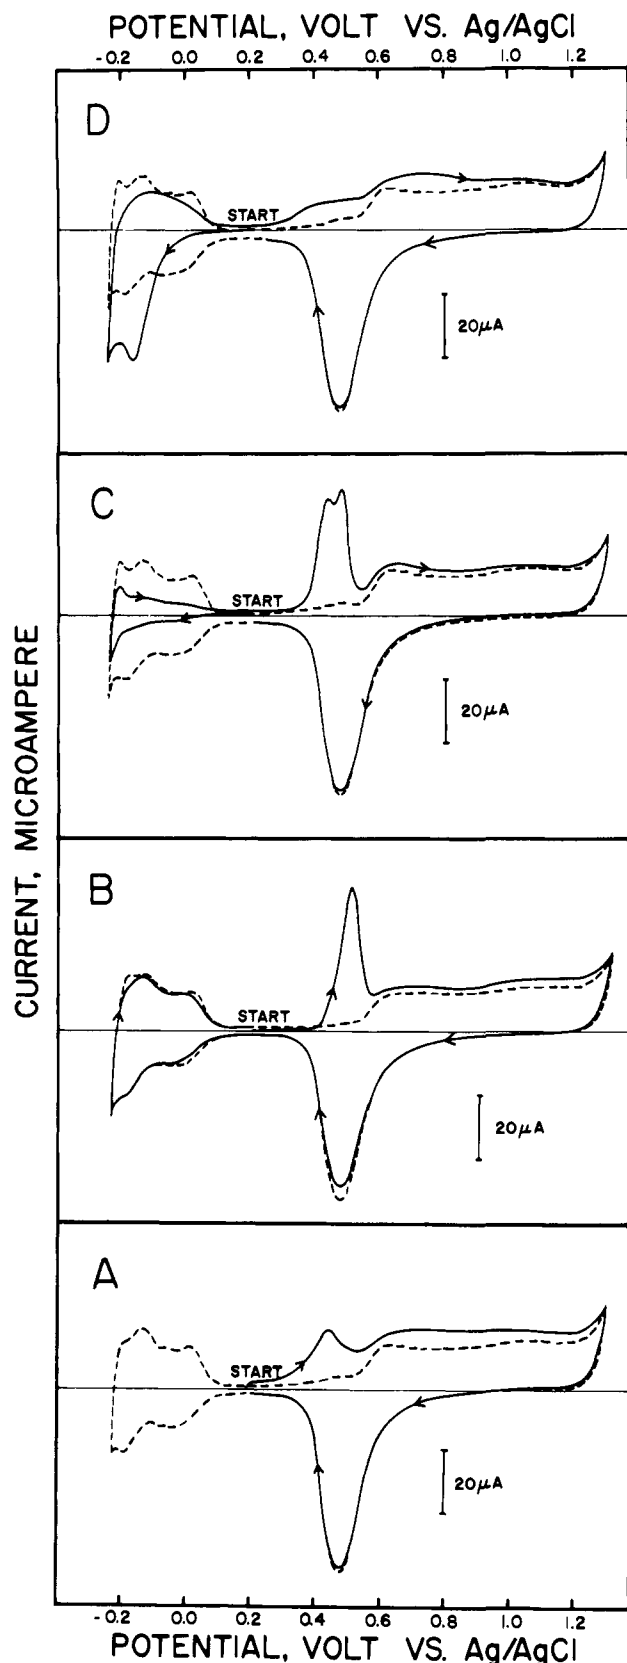 POTENTIAL, VOLT VS. Ag/AgCl
-0.2 0.0 0.2 0.4 0.6 0.8 1.0 1.2
D
START
20μA
C
START
20μA
CURRENT, MICROAMPERE
B
START
20μA
A
START
20μA
-0.2 0.0 0.2 0.4 0.6 0.8 1.0 1.2
POTENTIAL, VOLT VS. Ag/AgCl